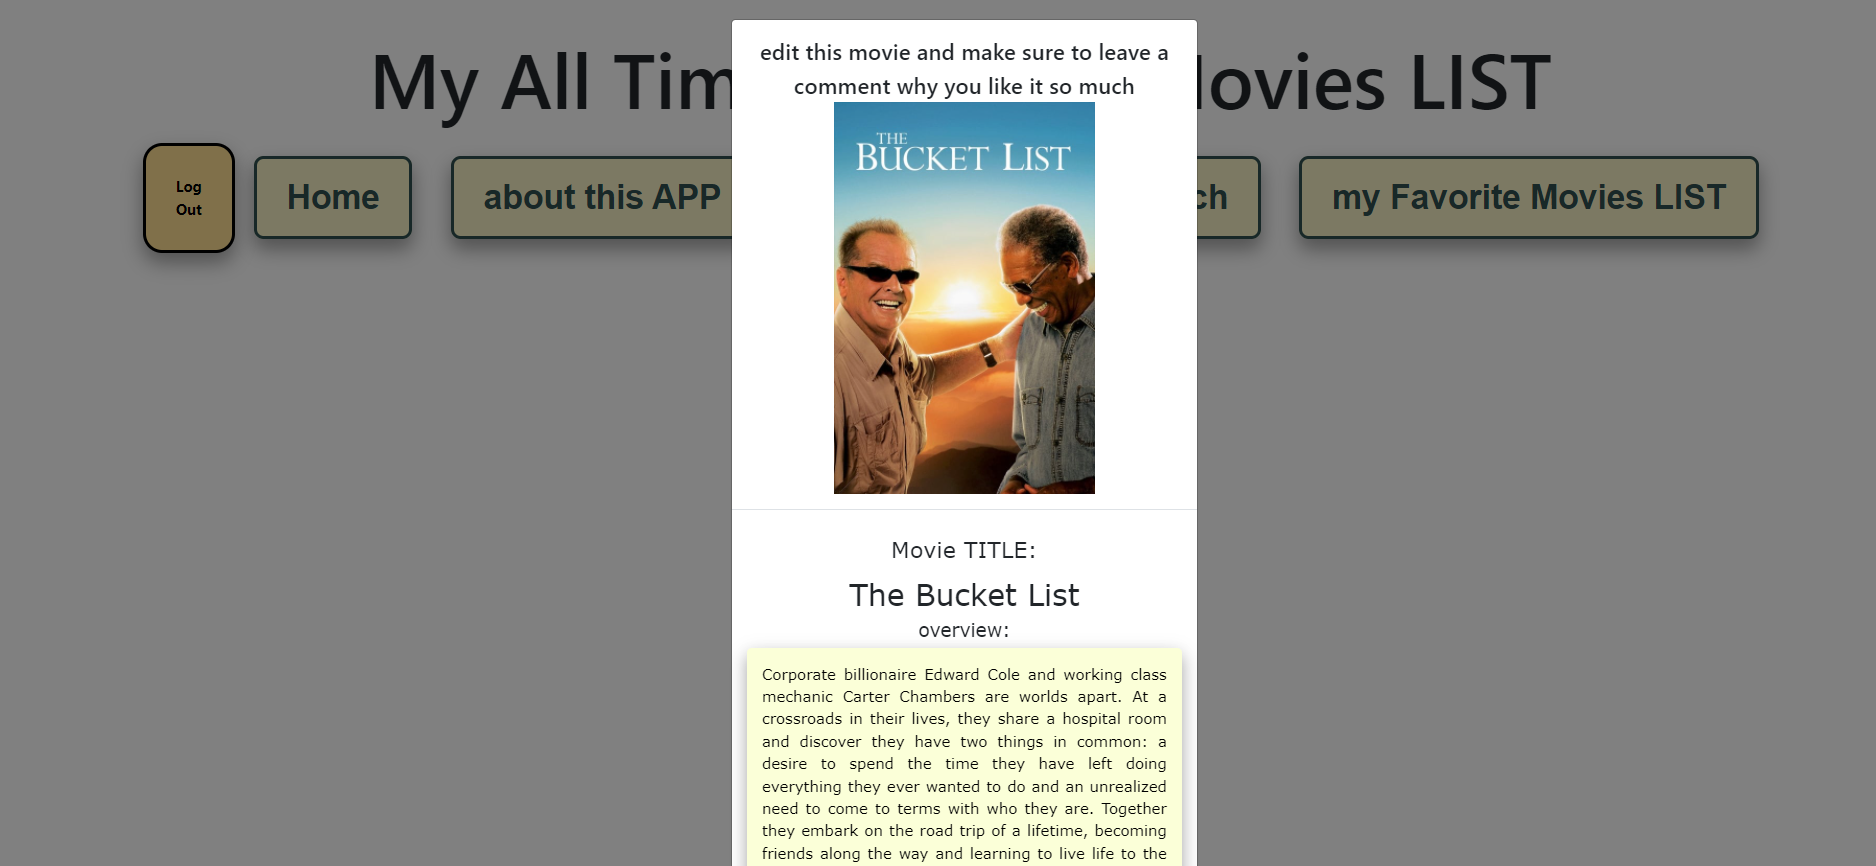 My All Tim
ovies LIST
Log
Out
Home
about this APP
ch
my Favorite Movies LIST
edit this movie and make sure to leave a
comment why you like it so much
THE
BUCKET LIST
Movie TITLE:
The Bucket List
overview:
Corporate billionaire Edward Cole and working class
mechanic Carter Chambers are worlds apart. At a
crossroads in their lives, they share a hospital room
and discover they have two things in common: a
desire to spend the time they have left doing
everything they ever wanted to do and an unrealized
need to come to terms with who they are. Together
they embark on the road trip of a lifetime, becoming
friends along the way and learning to live life to the